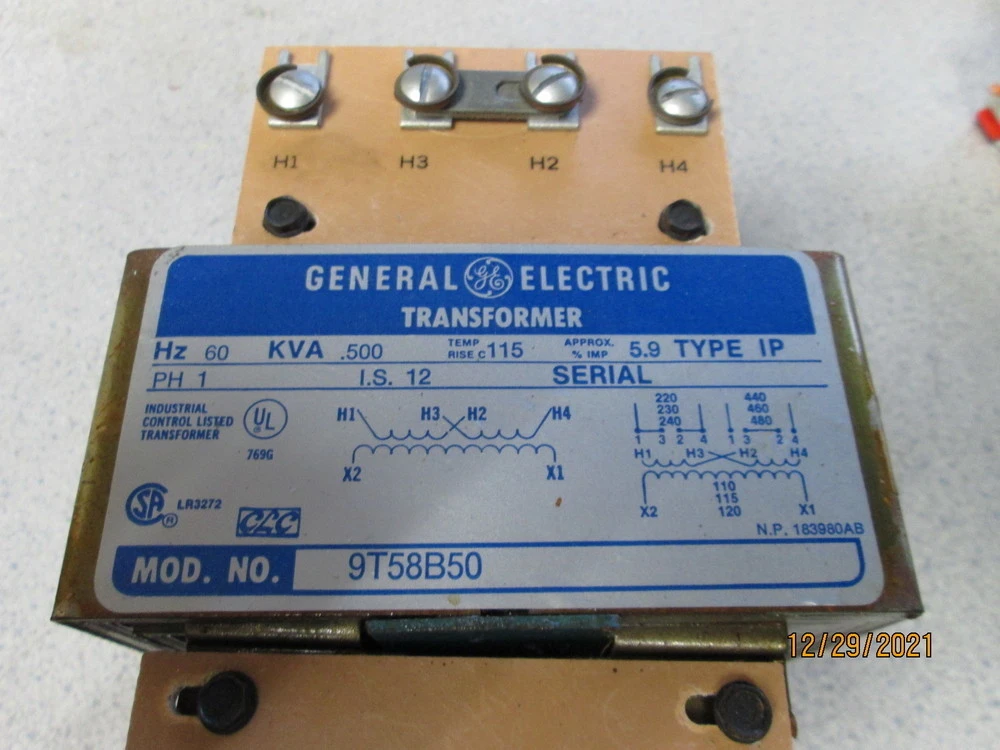 H1 H3 H2 H4
GENERAL GE ELECTRIC
TRANSFORMER
Hz 60 KVA .500 TEMP RISE C 115 APPROX. % IMP 5.9 TYPE IP
PH 1 I.S. 12 SERIAL
INDUSTRIAL
CONTROL LISTED
TRANSFORMER
UL
769G
SA
LR3272
CLC
H1 H3 H2 H4
X2 X1
220 440
230 460
240 480
1 3 2 4 1 3 2 4
H1 H3 H2 H4
110
115
X2 120 X1
N.P. 183980AB
MOD. NO. 9T58B50
12/29/2021